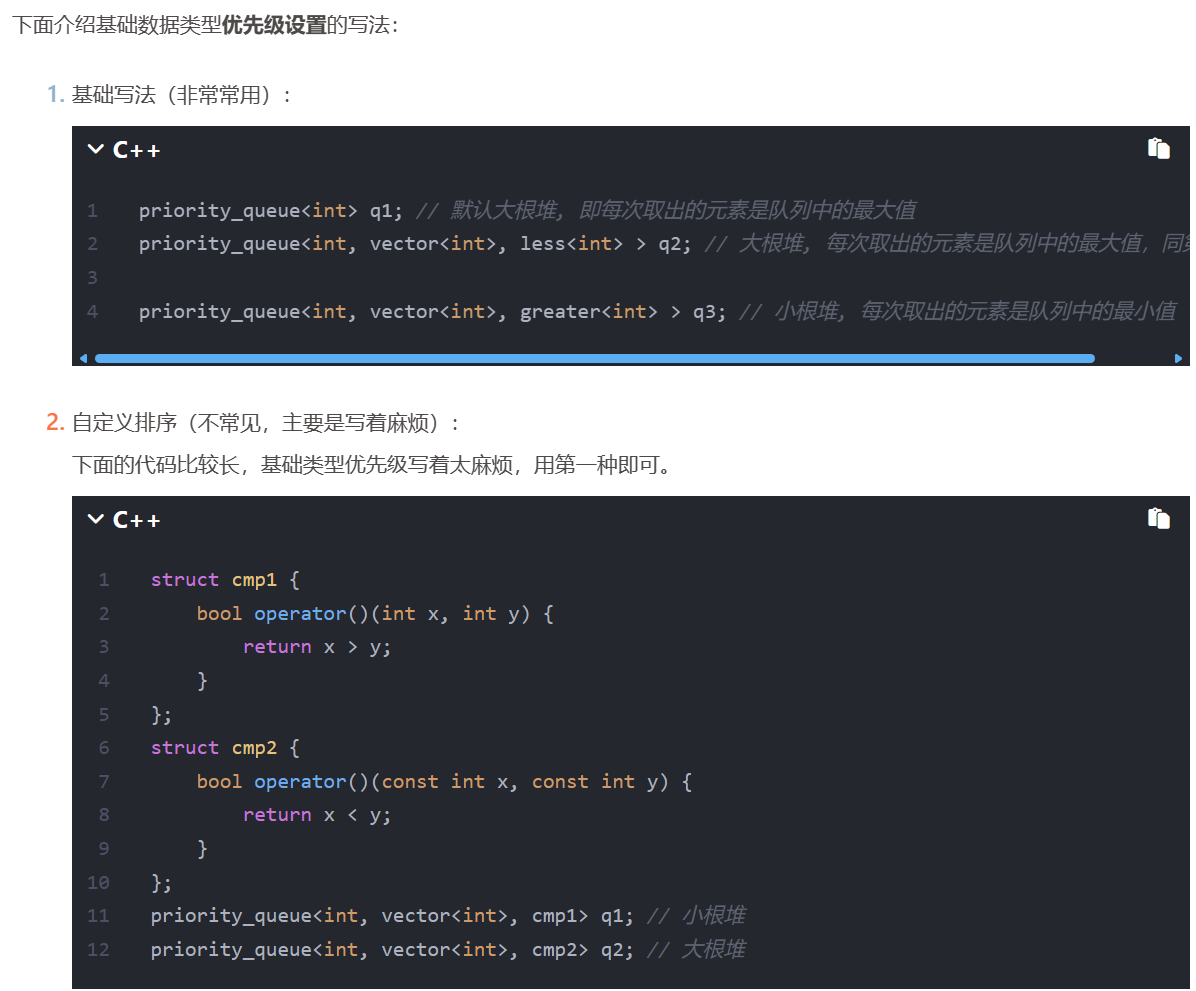 下面介绍基础数据类型优先级设置的写法：
1. 基础写法（非常常用）：
C++
1 priority_queue<int> q1; // 默认大根堆, 即每次取出的元素是队列中的最大值
2 priority_queue<int, vector<int>, less<int> > q2; // 大根堆, 每次取出的元素是队列中的最大值，同
3
4 priority_queue<int, vector<int>, greater<int> > q3; // 小根堆, 每次取出的元素是队列中的最小值
2. 自定义排序（不常见，主要是写着麻烦）：
下面的代码比较长，基础类型优先级写着太麻烦，用第一种即可。
C++
1 struct cmp1 {
2 bool operator()(int x, int y) {
3 return x > y;
4 }
5 };
6 struct cmp2 {
7 bool operator()(const int x, const int y) {
8 return x < y;
9 }
10 };
11 priority_queue<int, vector<int>, cmp1> q1; // 小根堆
12 priority_queue<int, vector<int>, cmp2> q2; // 大根堆